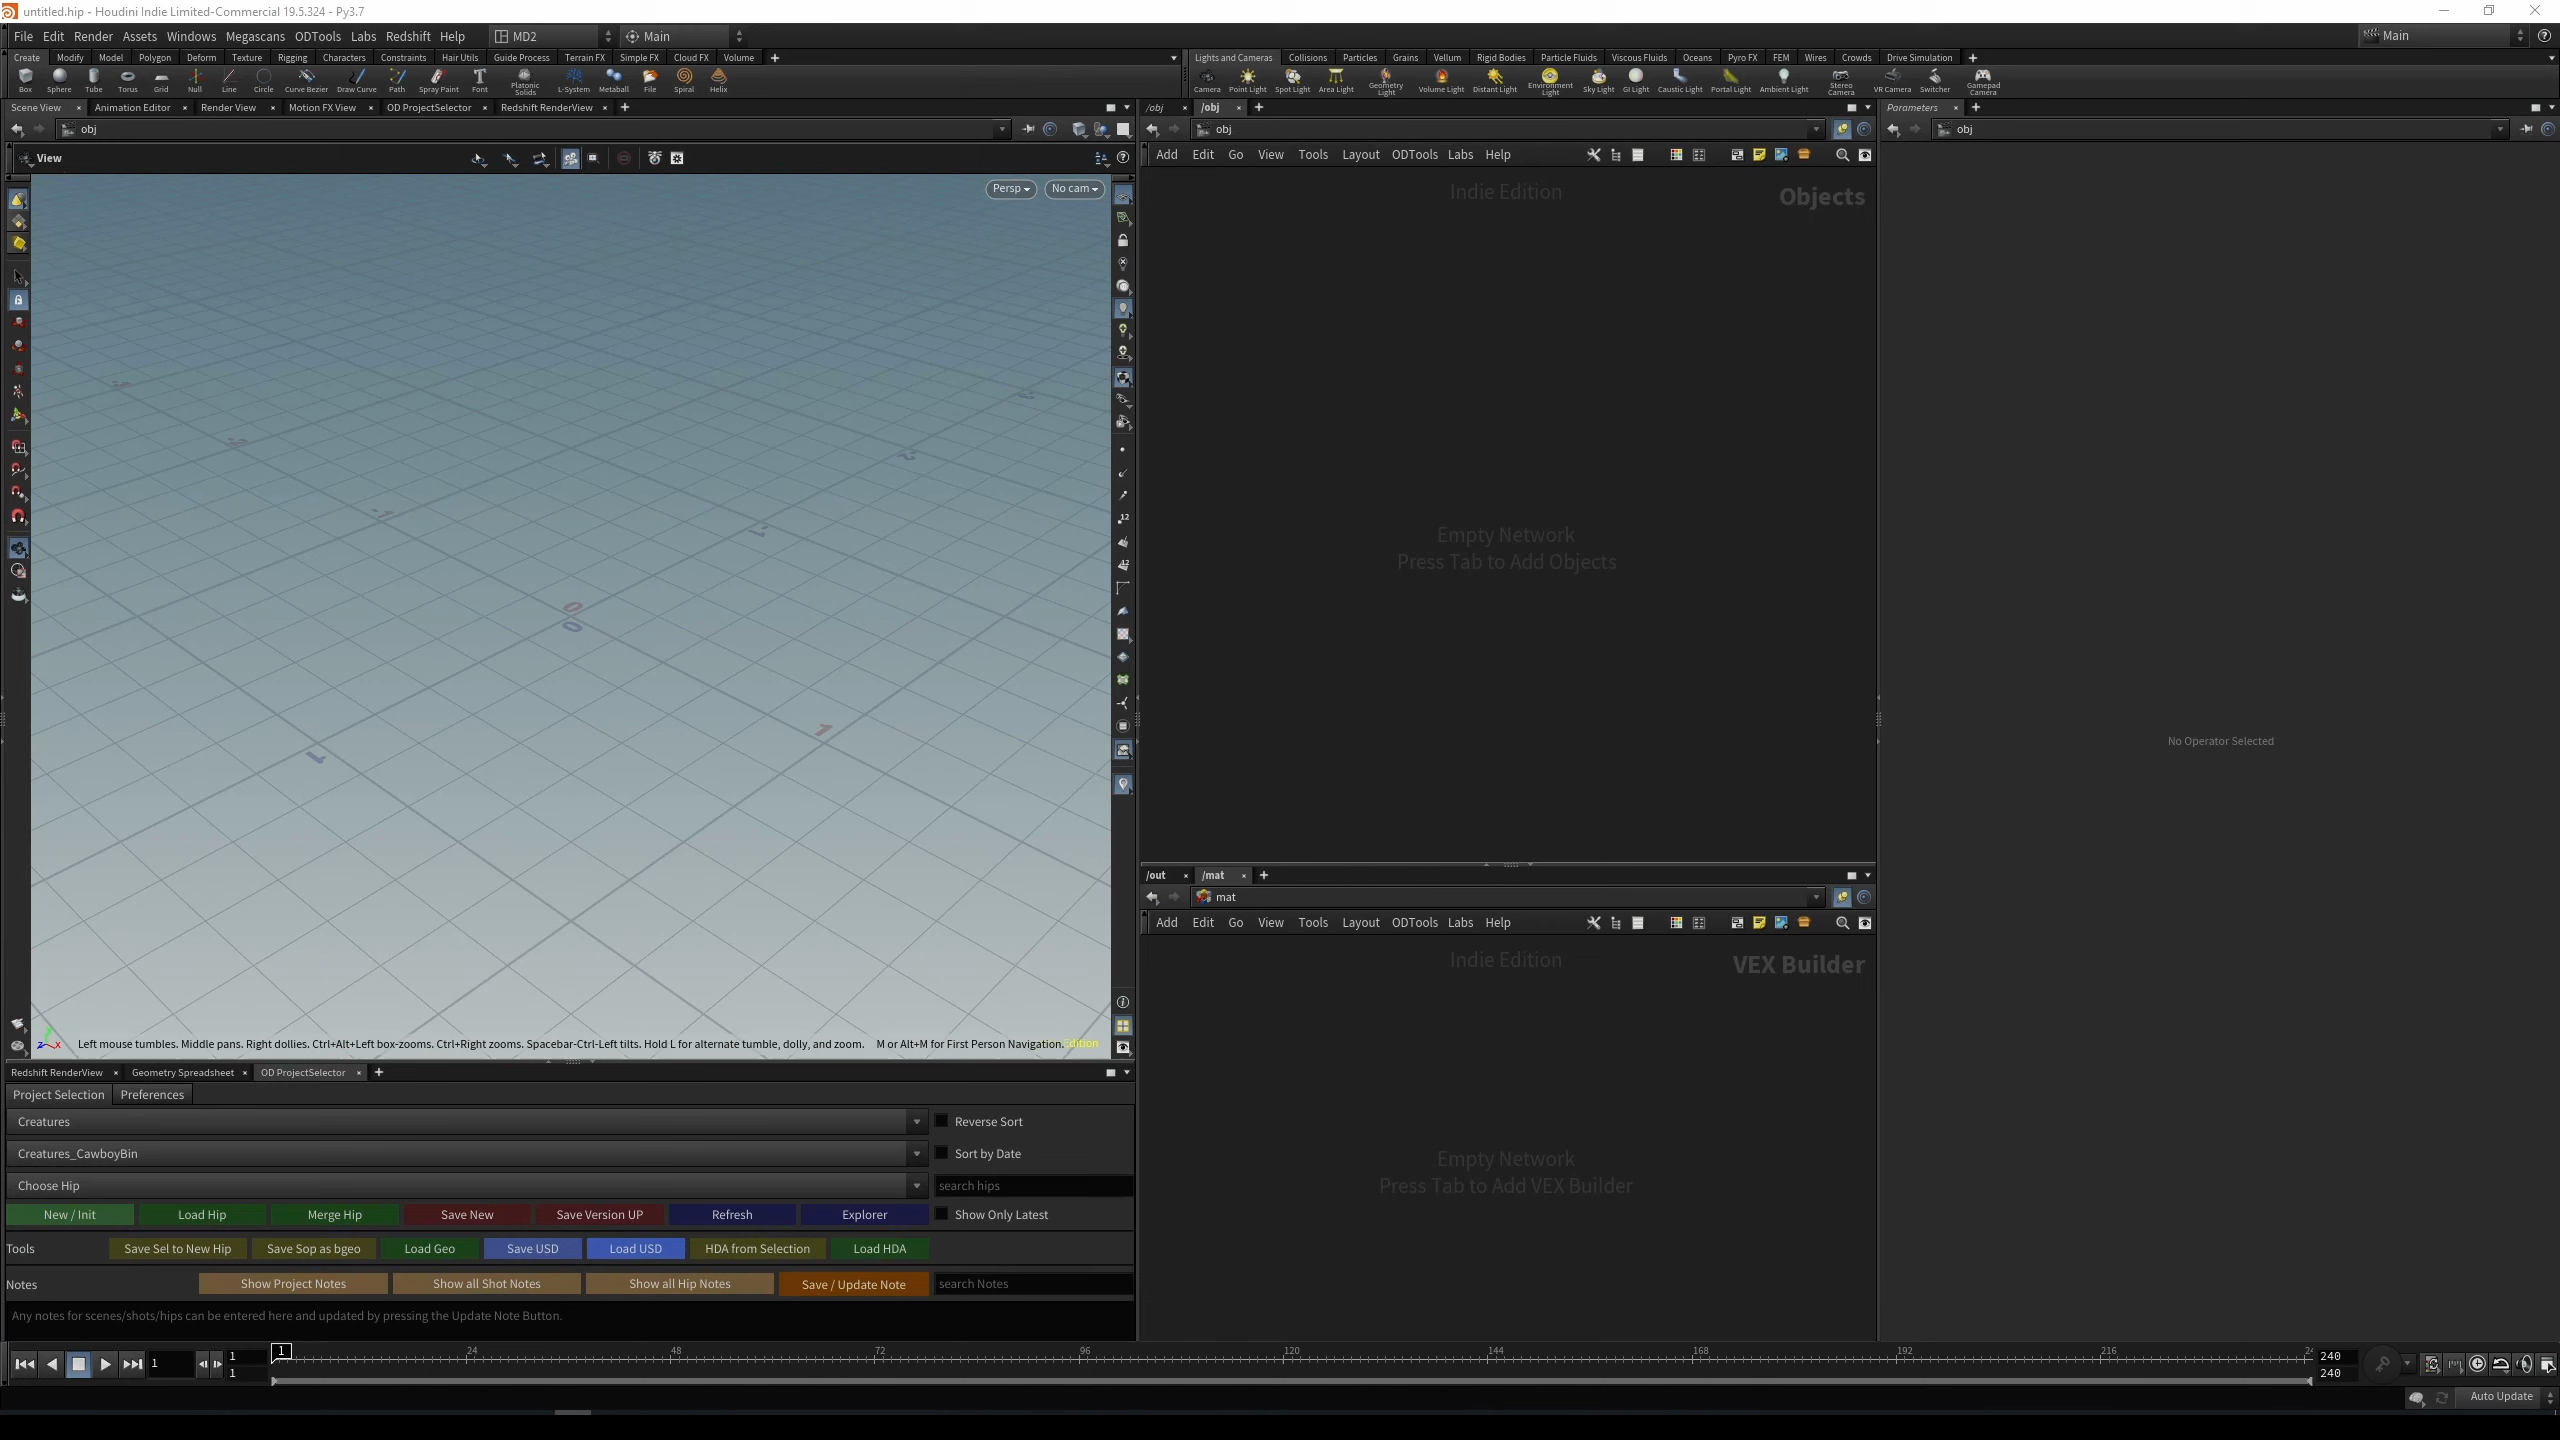 untitled.hip - Houdini Indie Limited-Commercial 19.5.324 - Py3.7
File Edit Render Assets Windows Megascans ODTools Labs Redshift Help MD2 Main Main
Create Modify Model Polygon Deform Texture Rigging Characters Constraints Hair Utils Guide Process Terrain FX Simple FX Cloud FX Volume
Lights and Cameras Collisions Particles Grains Vellum Rigid Bodies Particle Fluids Viscous Fluids Oceans Pyro FX FEM Wires Crowds Drive Simulation
Box Sphere Tube Torus Grid Null Line Circle Curve Bezier Draw Curve Path Spray Paint Font Platonic Solids L-System Metaball File Spiral Helix
Camera Point Light Spot Light Area Light Geometry Light Volume Light Distant Light Environment Light Sky Light GI Light Caustic Light Portal Light Ambient Light Stereo Camera VR Camera Switcher Gamepad Camera
Scene View Animation Editor Render View Motion FX View OD ProjectSelector Redshift RenderView
/obj /obj
Parameters
obj
obj
obj
View
Add Edit Go View Tools Layout ODTools Labs Help
Persp No cam
Indie Edition
Objects
Empty Network
Press Tab to Add Objects
No Operator Selected
0
0
1
1
12
12
Left mouse tumbles. Middle pans. Right dollies. Ctrl+Alt+Left box-zooms. Ctrl+Right zooms. Spacebar-Ctrl-Left tilts. Hold L for alternate tumble, dolly, and zoom. M or Alt+M for First Person Navigation.
/out /mat
mat
Add Edit Go View Tools Layout ODTools Labs Help
Indie Edition
VEX Builder
Empty Network
Press Tab to Add VEX Builder
Redshift RenderView Geometry Spreadsheet OD ProjectSelector
Project Selection Preferences
Creatures Reverse Sort
Creatures_CawboyBin Sort by Date
Choose Hip search hips
New / Init Load Hip Merge Hip Save New Save Version UP Refresh Explorer Show Only Latest
Tools Save Sel to New Hip Save Sop as bgeo Load Geo Save USD Load USD HDA from Selection Load HDA
Notes Show Project Notes Show all Shot Notes Show all Hip Notes Save / Update Note search Notes
Any notes for scenes/shots/hips can be entered here and updated by pressing the Update Note Button.
1 1 1 1 24 48 72 96 120 144 168 192 216 240 240
Auto Update